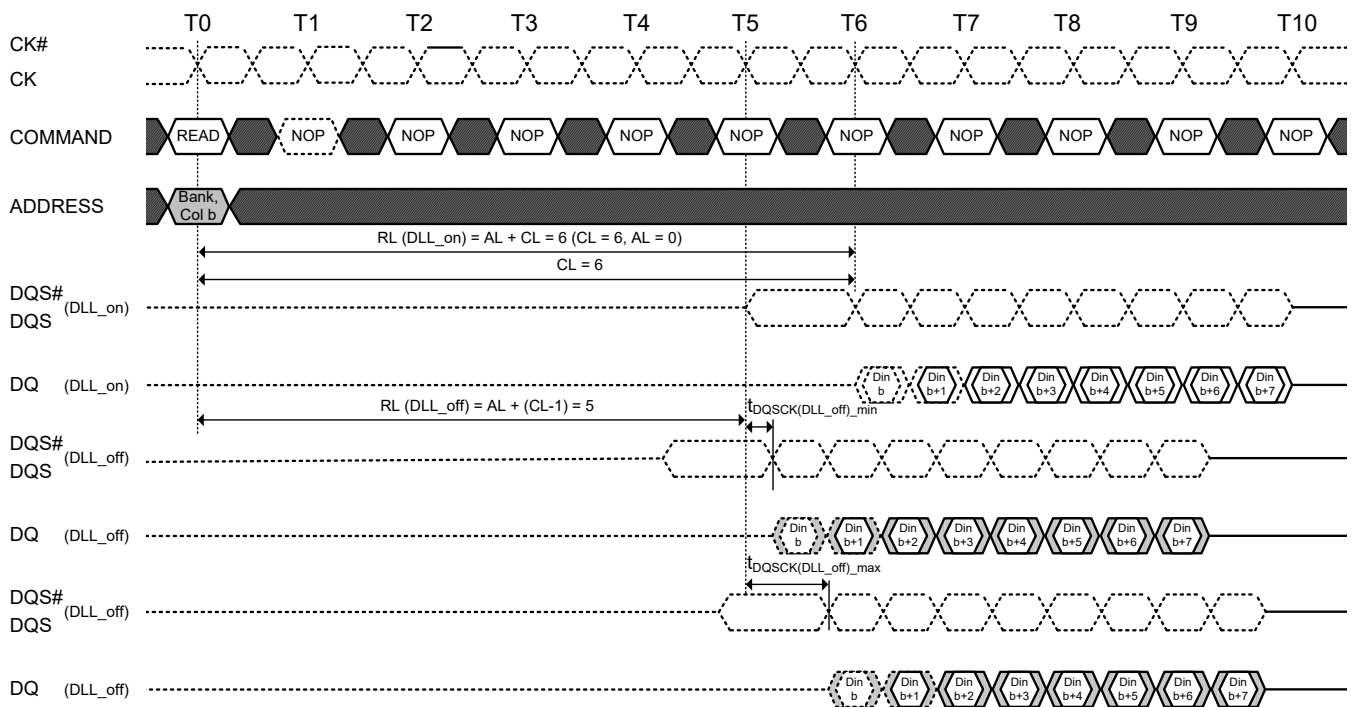 T0 T1 T2 T3 T4 T5 T6 T7 T8 T9 T10
CK#
CK
COMMAND READ NOP NOP NOP NOP NOP NOP NOP NOP NOP NOP
ADDRESS Bank,
Col b
RL (DLL_on) = AL + CL = 6 (CL = 6, AL = 0)
CL = 6
DQS# (DLL_on)
DQS
DQ (DLL_on) Din Din Din Din Din Din Din Din
b b+1 b+2 b+3 b+4 b+5 b+6 b+7
RL (DLL_off) = AL + (CL-1) = 5
tDQSCK(DLL_off)_min
DQS# (DLL_off)
DQS
DQ (DLL_off) Din Din Din Din Din Din Din Din
b b+1 b+2 b+3 b+4 b+5 b+6 b+7
tDQSCK(DLL_off)_max
DQS# (DLL_off)
DQS
DQ (DLL_off) Din Din Din Din Din Din Din Din
b b+1 b+2 b+3 b+4 b+5 b+6 b+7